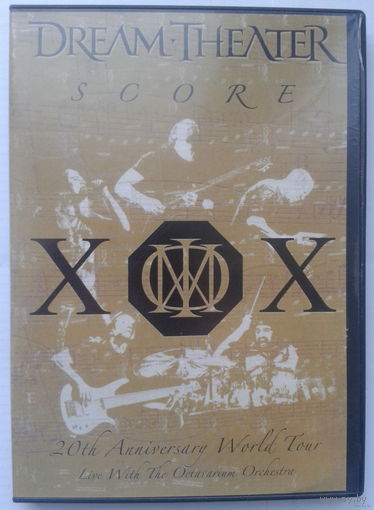 DREAM·THEATER
SCORE
X X
20th Anniversary World Tour
Live With The Octavarium Orchestra